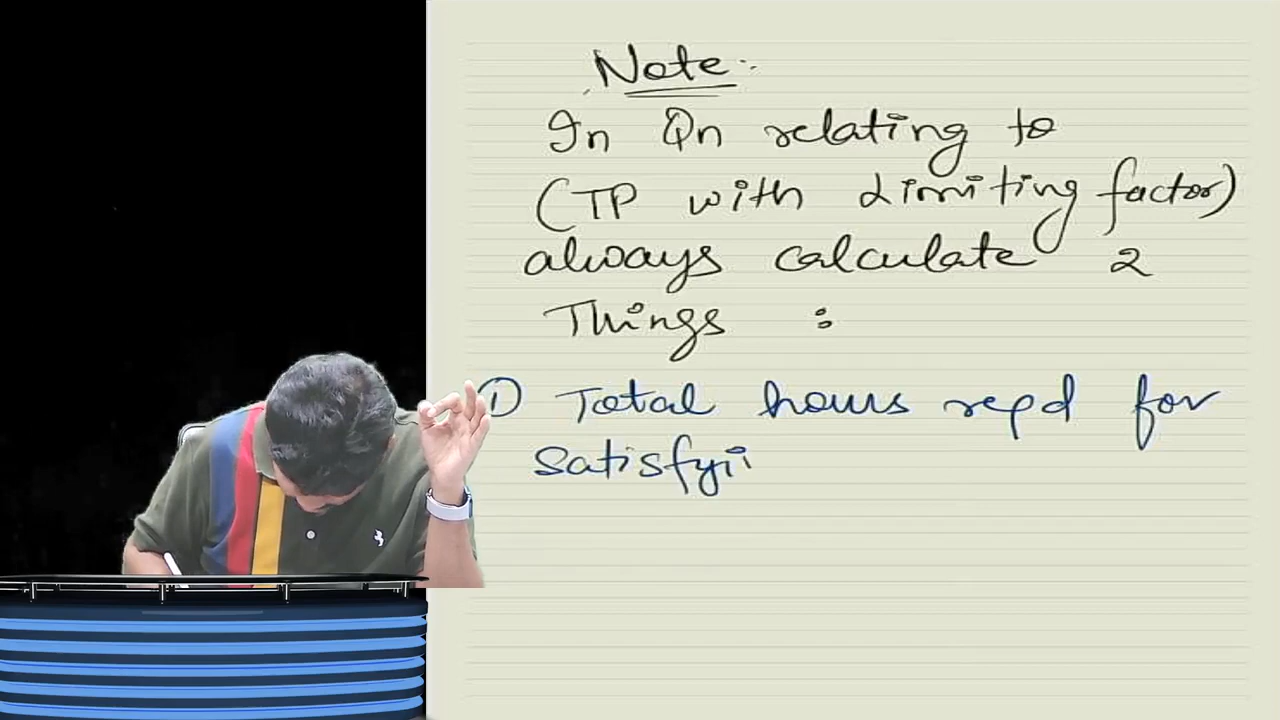 Note:
In Qn relating to
(TP with Limiting factor)
always calculate 2
Things :
① Total hours reqd for
satisfyi